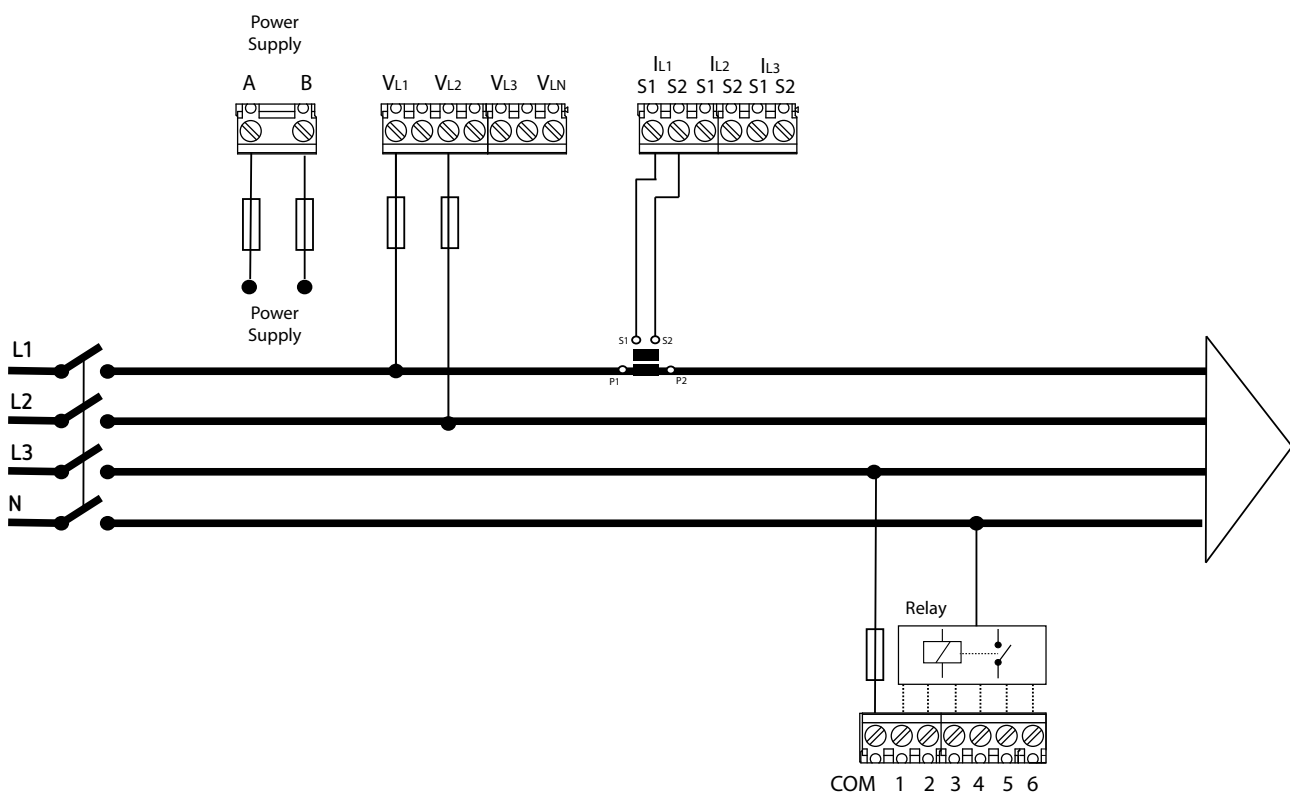 Power
Supply
A B
VL1 VL2 VL3 VLN
IL1 IL2 IL3
S1 S2 S1 S2 S1 S2
Power
Supply
S1 S2
P1 P2
L1
L2
L3
N
Relay
COM 1 2 3 4 5 6